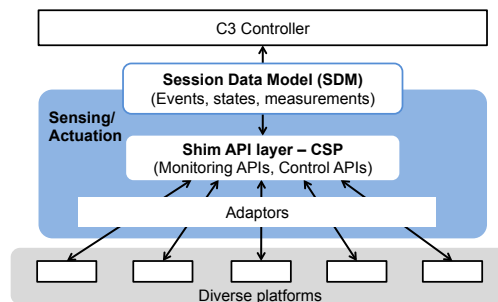 C3 Controller
Session Data Model (SDM)
(Events, states, measurements)
Sensing/
Actuation
Shim API layer – CSP
(Monitoring APIs, Control APIs)
Adaptors
Diverse platforms